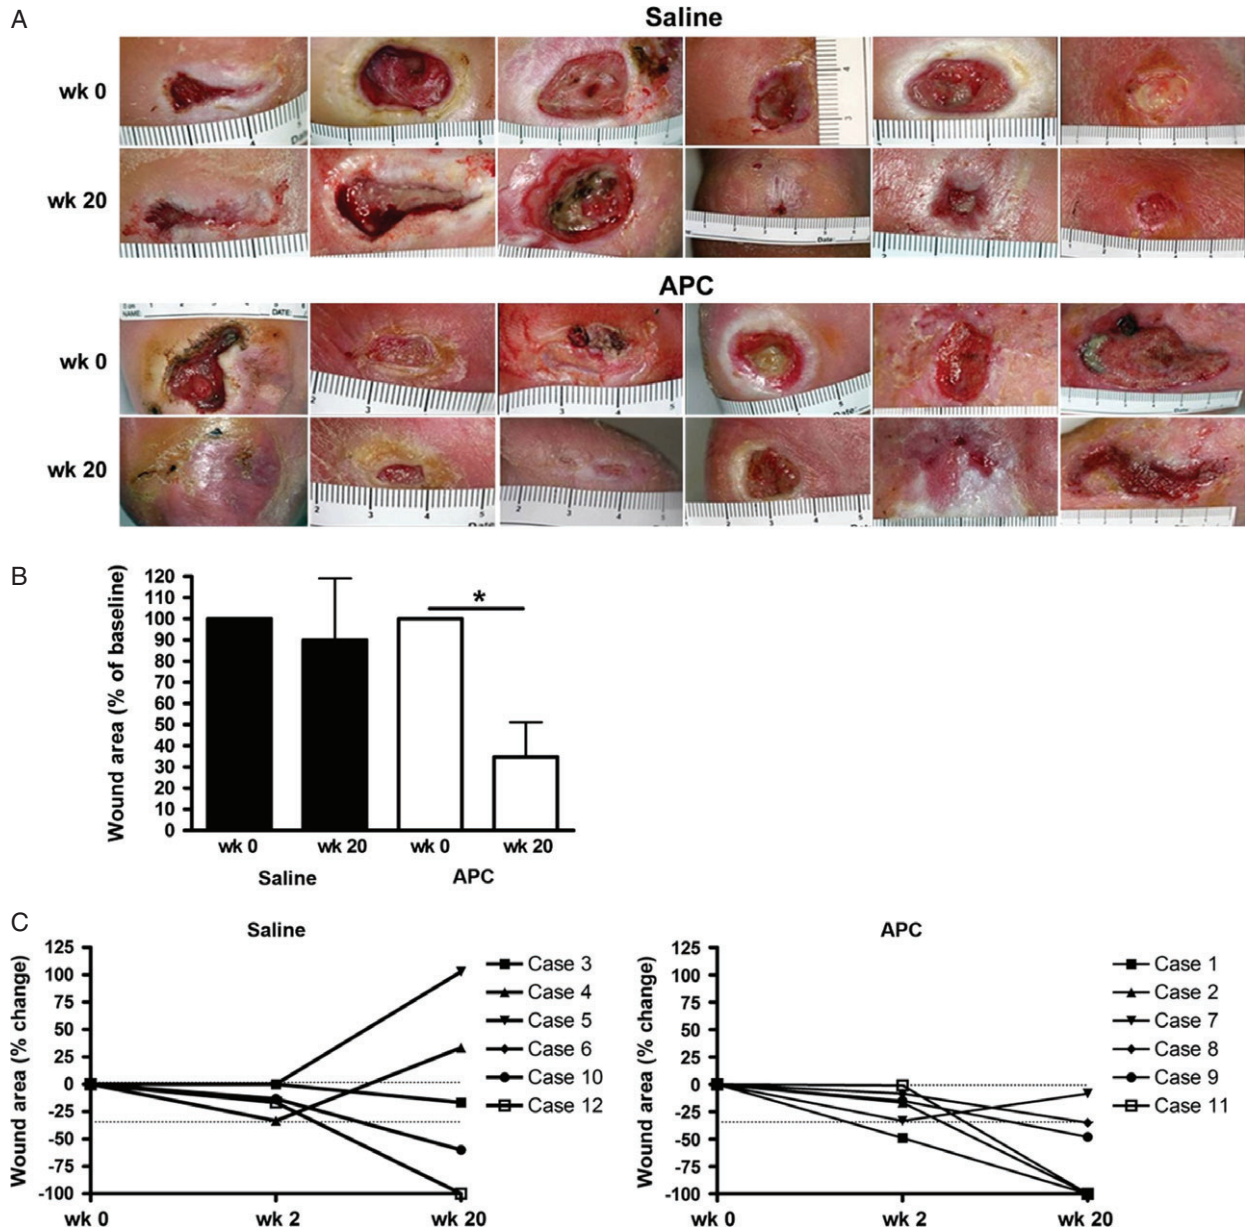 A
Saline
wk 0
wk 20
APC
wk 0
wk 20
B
Wound area (% of baseline)
120
110
100
90
80
70
60
50
40
30
20
10
0
*
wk 0 wk 20 wk 0 wk 20
Saline APC
C
Saline
Wound area (% change)
125
100
75
50
25
0
-25
-50
-75
-100
wk 0 wk 2 wk 20
Case 3
Case 4
Case 5
Case 6
Case 10
Case 12
APC
Wound area (% change)
125
100
75
50
25
0
-25
-50
-75
-100
wk 0 wk 2 wk 20
Case 1
Case 2
Case 7
Case 8
Case 9
Case 11